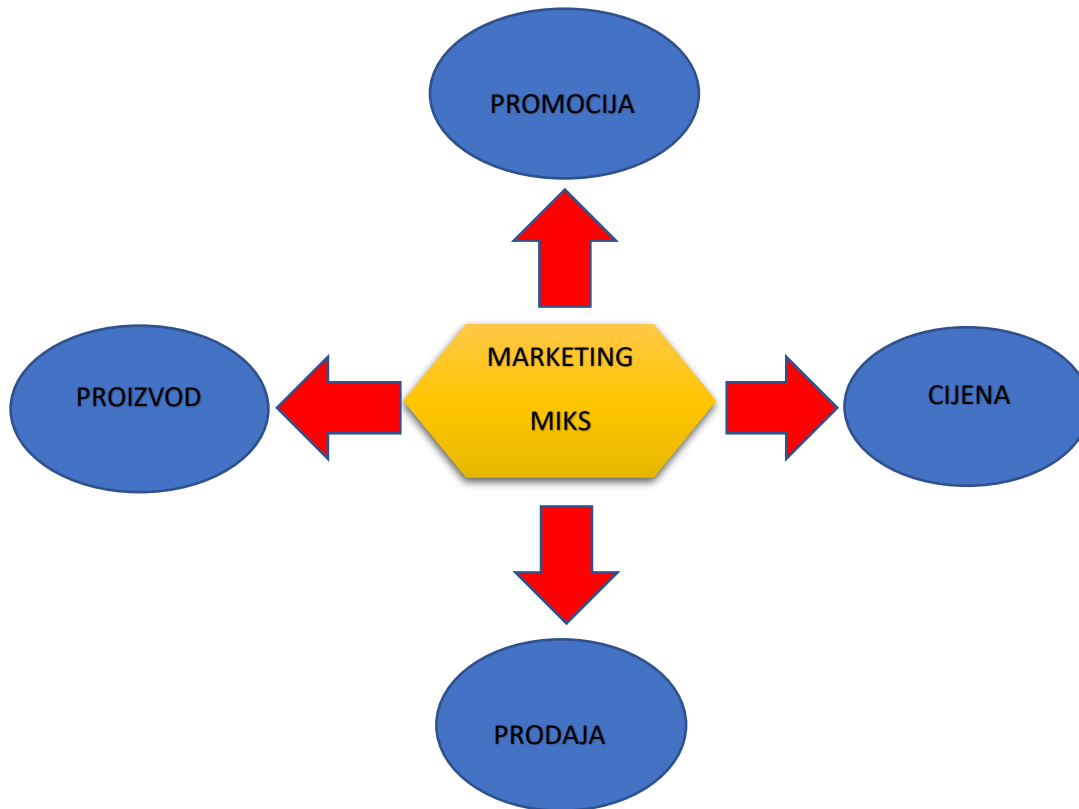 PROMOCIJA
MARKETING
MIKS
PROIZVOD
CIJENA
PRODAJA